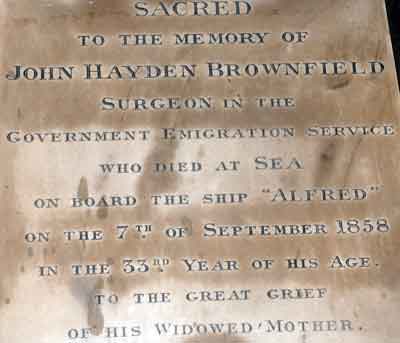 SACRED
TO THE MEMORY OF
JOHN HAYDEN BROWNFIELD
SURGEON IN THE
GOVERNMENT EMIGRATION SERVICE
WHO DIED AT SEA
ON BOARD THE SHIP "ALFRED"
ON THE 7TH OF SEPTEMBER 1858
IN THE 33RD YEAR OF HIS AGE.
TO THE GREAT GRIEF
OF HIS WIDOWED MOTHER.